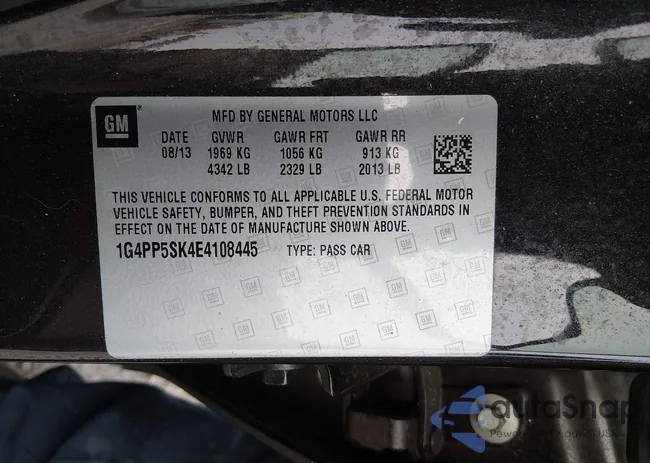 GM
MFD BY GENERAL MOTORS LLC
DATE GVWR GAWR FRT GAWR RR
08/13 1969 KG 1056 KG 913 KG
4342 LB 2329 LB 2013 LB
THIS VEHICLE CONFORMS TO ALL APPLICABLE U.S. FEDERAL MOTOR
VEHICLE SAFETY, BUMPER, AND THEFT PREVENTION STANDARDS IN
EFFECT ON THE DATE OF MANUFACTURE SHOWN ABOVE.
1G4PP5SK4E4108445 TYPE: PASS CAR
autoSnap
Powered